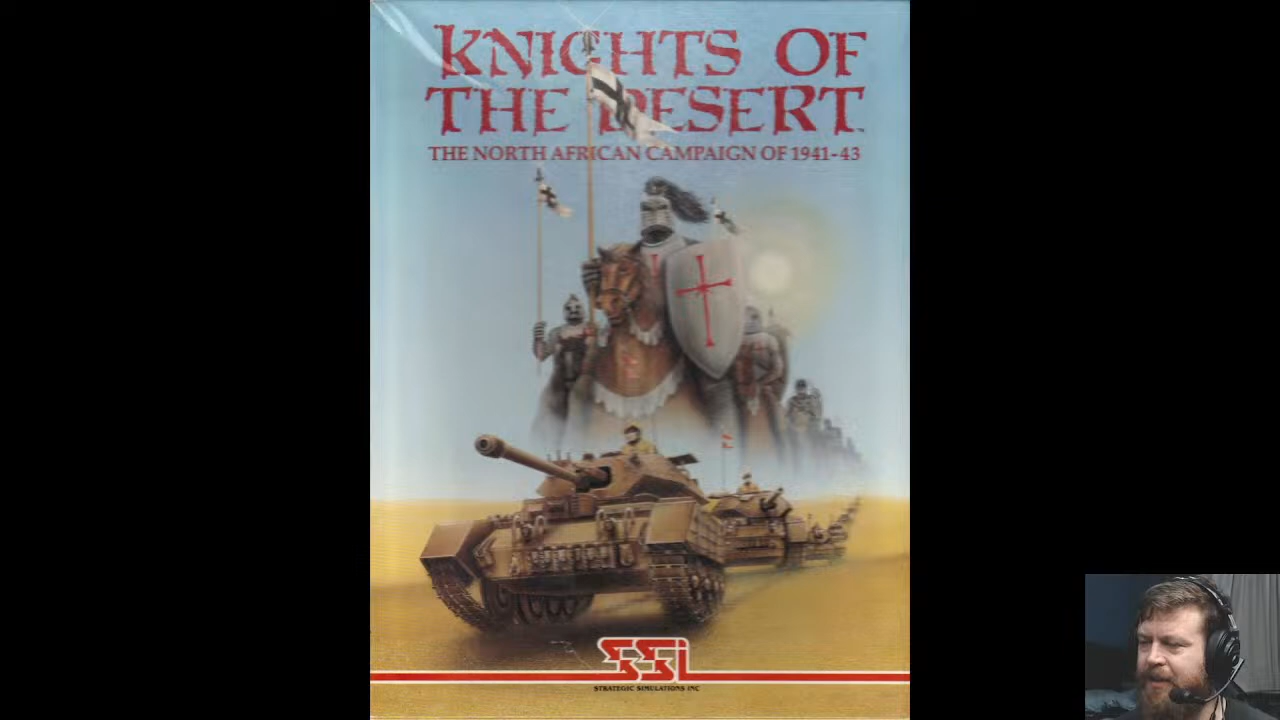 KNIGHTS OF
THE DESERT
THE NORTH AFRICAN CAMPAIGN OF 1941-43
SSI
STRATEGIC SIMULATIONS INC